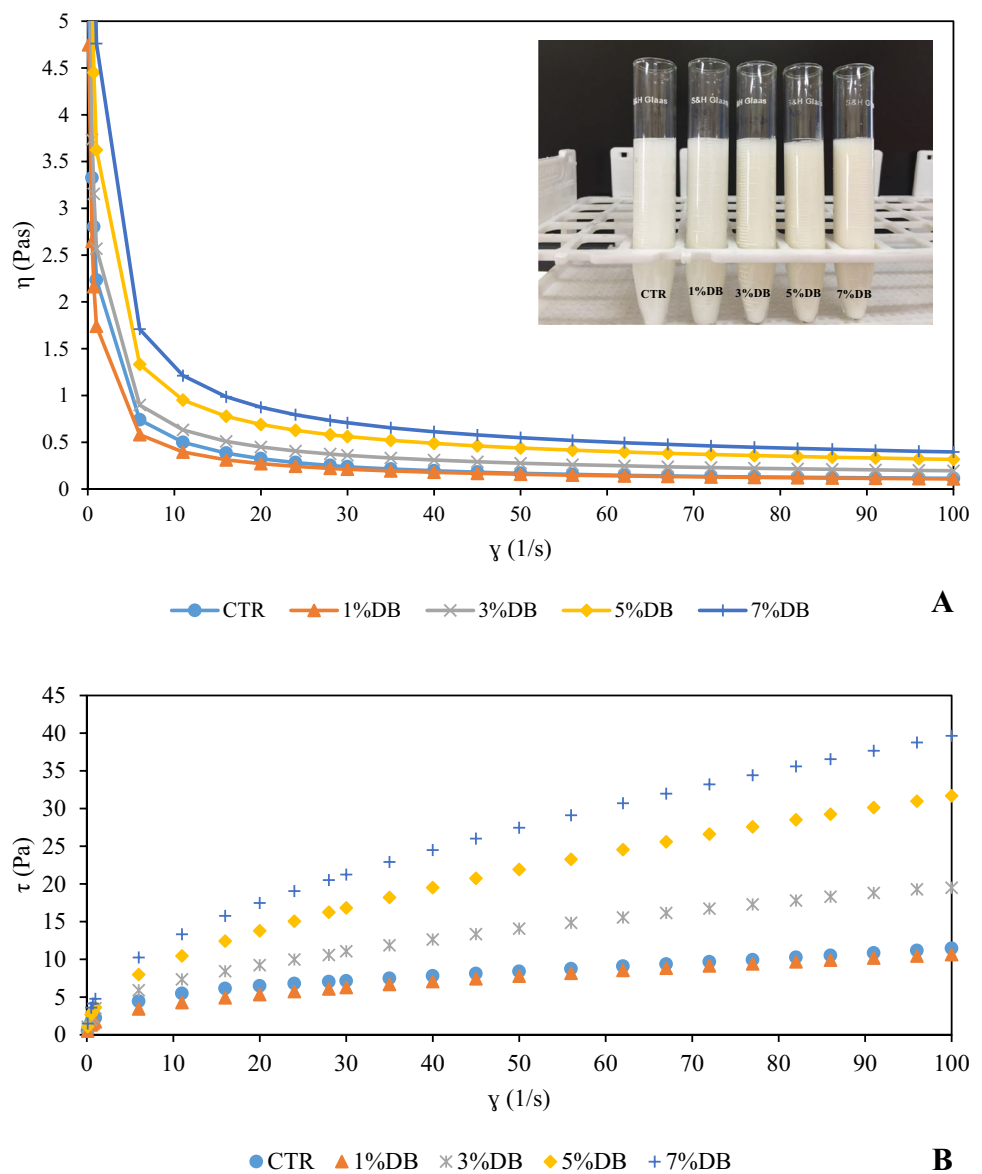 5
4.5
4
3.5
3
2.5
2
1.5
1
0.5
0
η (Pas)
&H Glaas
S&H Glaas
&H Glaas
S&H Glaas
S&H Glaas
CTR
1%DB
3%DB
5%DB
7%DB
0 10 20 30 40 50 60 70 80 90 100
ɣ (1/s)
CTR 1%DB 3%DB 5%DB 7%DB
A
45
40
35
30
25
20
15
10
5
0
τ (Pa)
0 10 20 30 40 50 60 70 80 90 100
ɣ (1/s)
CTR 1%DB 3%DB 5%DB 7%DB
B